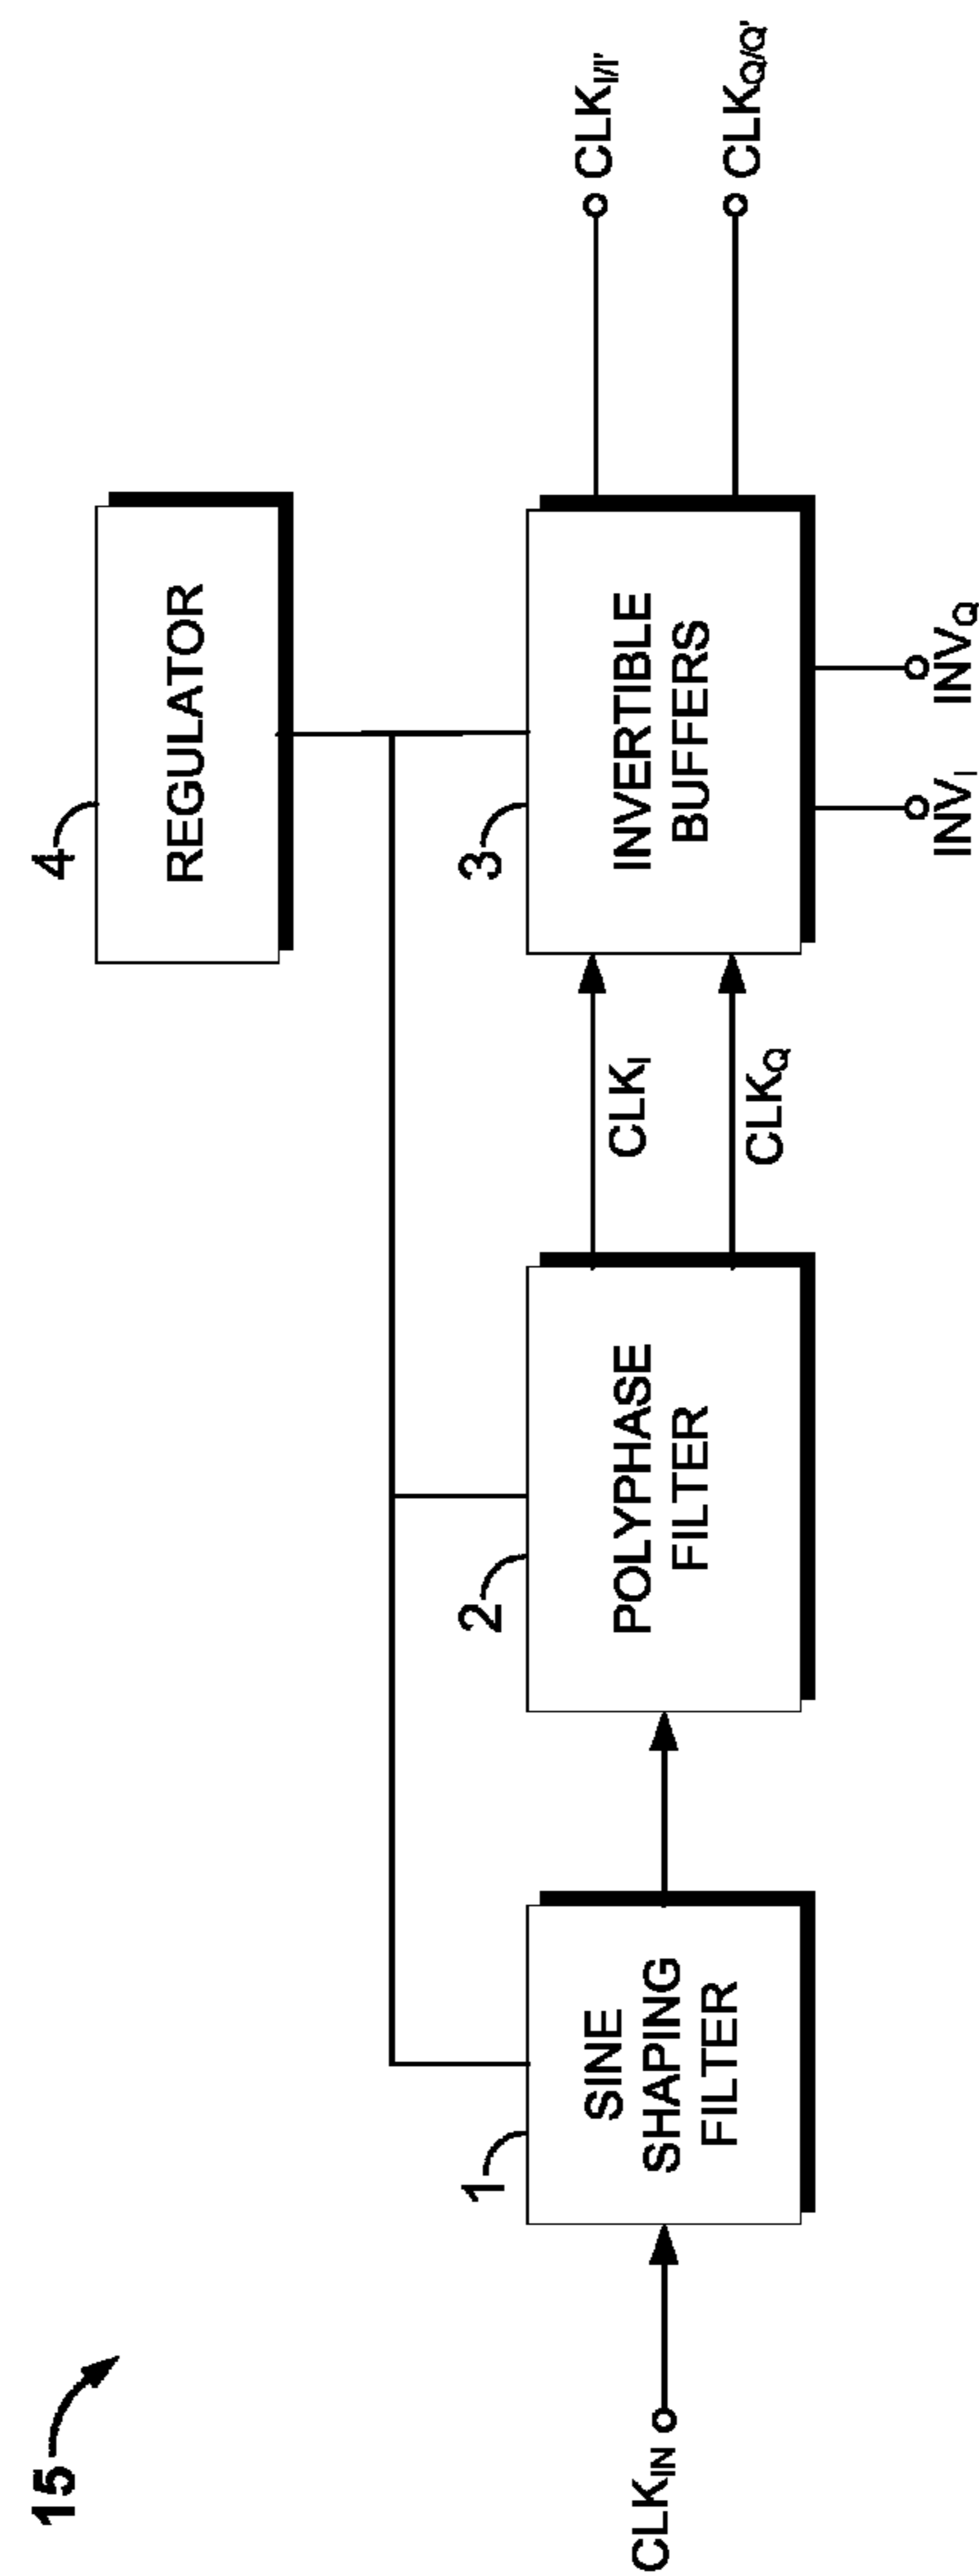 15
4
REGULATOR
1
SINE
SHAPING
FILTER
2
POLYPHASE
FILTER
3
INVERTIBLE
BUFFERS
CLK_IN
CLK_I
CLK_Q
CLK_I/I'
CLK_Q/Q'
INV_I
INV_Q